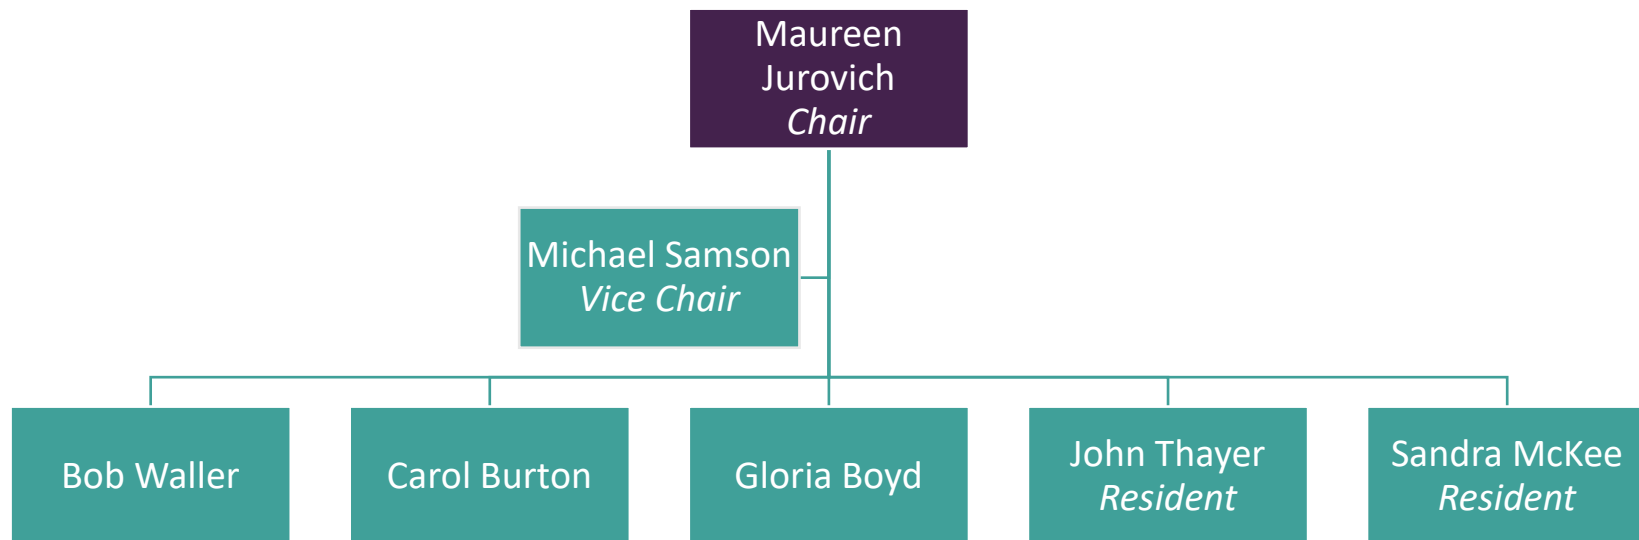 Maureen
Jurovich
Chair
Michael Samson
Vice Chair
Bob Waller
Carol Burton
Gloria Boyd
John Thayer
Resident
Sandra McKee
Resident